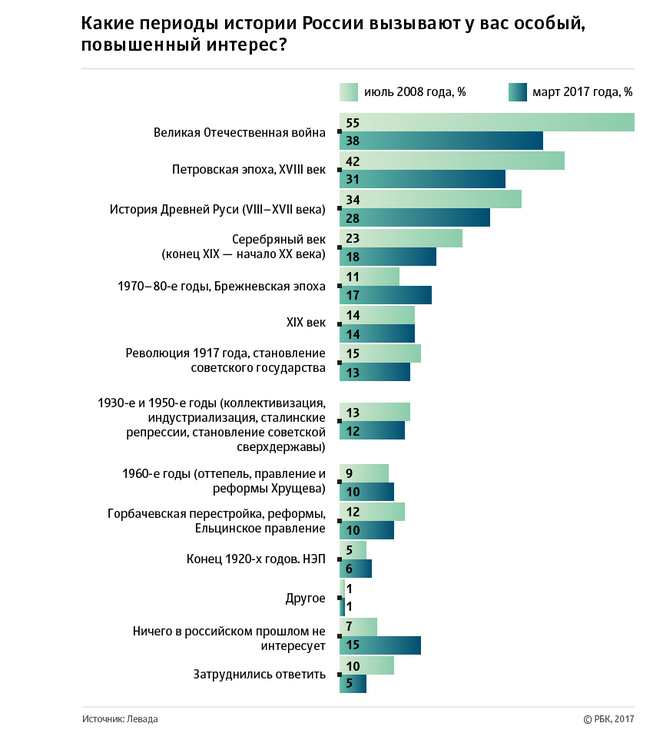 Какие периоды истории России вызывают у вас особый,
повышенный интерес?
июль 2008 года, %
март 2017 года, %
Великая Отечественная война
55
38
Петровская эпоха, XVIII век
42
31
История Древней Руси (VIII–XVII века)
34
28
Серебряный век
(конец XIX — начало XX века)
23
18
1970–80-е годы, Брежневская эпоха
11
17
XIX век
14
14
Революция 1917 года, становление
советского государства
15
13
1930-е и 1950-е годы (коллективизация,
индустриализация, сталинские
репрессии, становление советской
сверхдержавы)
13
12
1960-е годы (оттепель, правление и
реформы Хрущева)
9
10
Горбачевская перестройка, реформы,
Ельцинское правление
12
10
Конец 1920-х годов. НЭП
5
6
Другое
1
1
Ничего в российском прошлом не
интересует
7
15
Затруднились ответить
10
5
Источник: Левада
© РБК, 2017